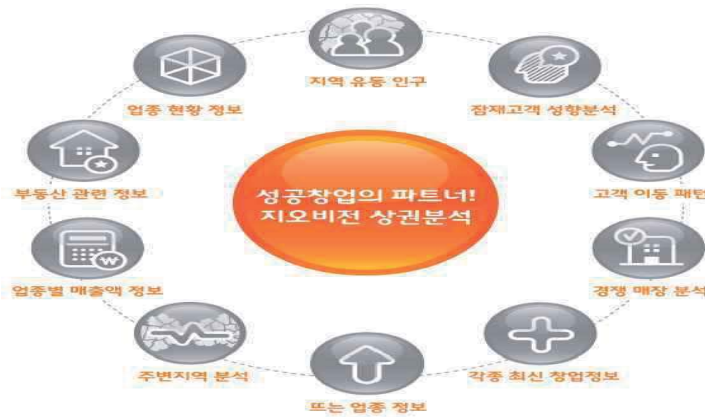 지역 유동 인구
업종 현황 정보
잠재고객 성향분석
부동산 관련 정보
고객 이동 패턴
성공창업의 파트너!
지오비전 상권분석
업종별 매출액 정보
경쟁 매장 분석
주변지역 분석
각종 최신 창업정보
뜨는 업종 정보